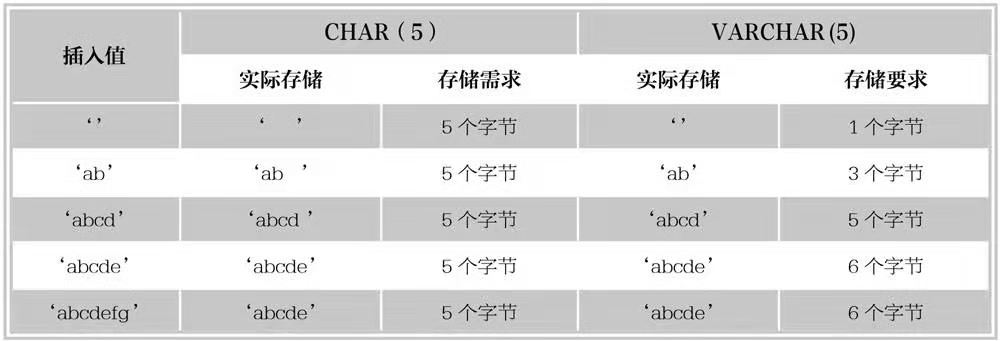 插入值 CHAR（5） VARCHAR(5)
实际存储 存储需求 实际存储 存储要求
‘’ ‘   ’ 5个字节 ‘’ 1个字节
‘ab’ ‘ab  ’ 5个字节 ‘ab’ 3个字节
‘abcd’ ‘abcd ’ 5个字节 ‘abcd’ 5个字节
‘abcde’ ‘abcde’ 5个字节 ‘abcde’ 6个字节
‘abcdefg’ ‘abcde’ 5个字节 ‘abcde’ 6个字节